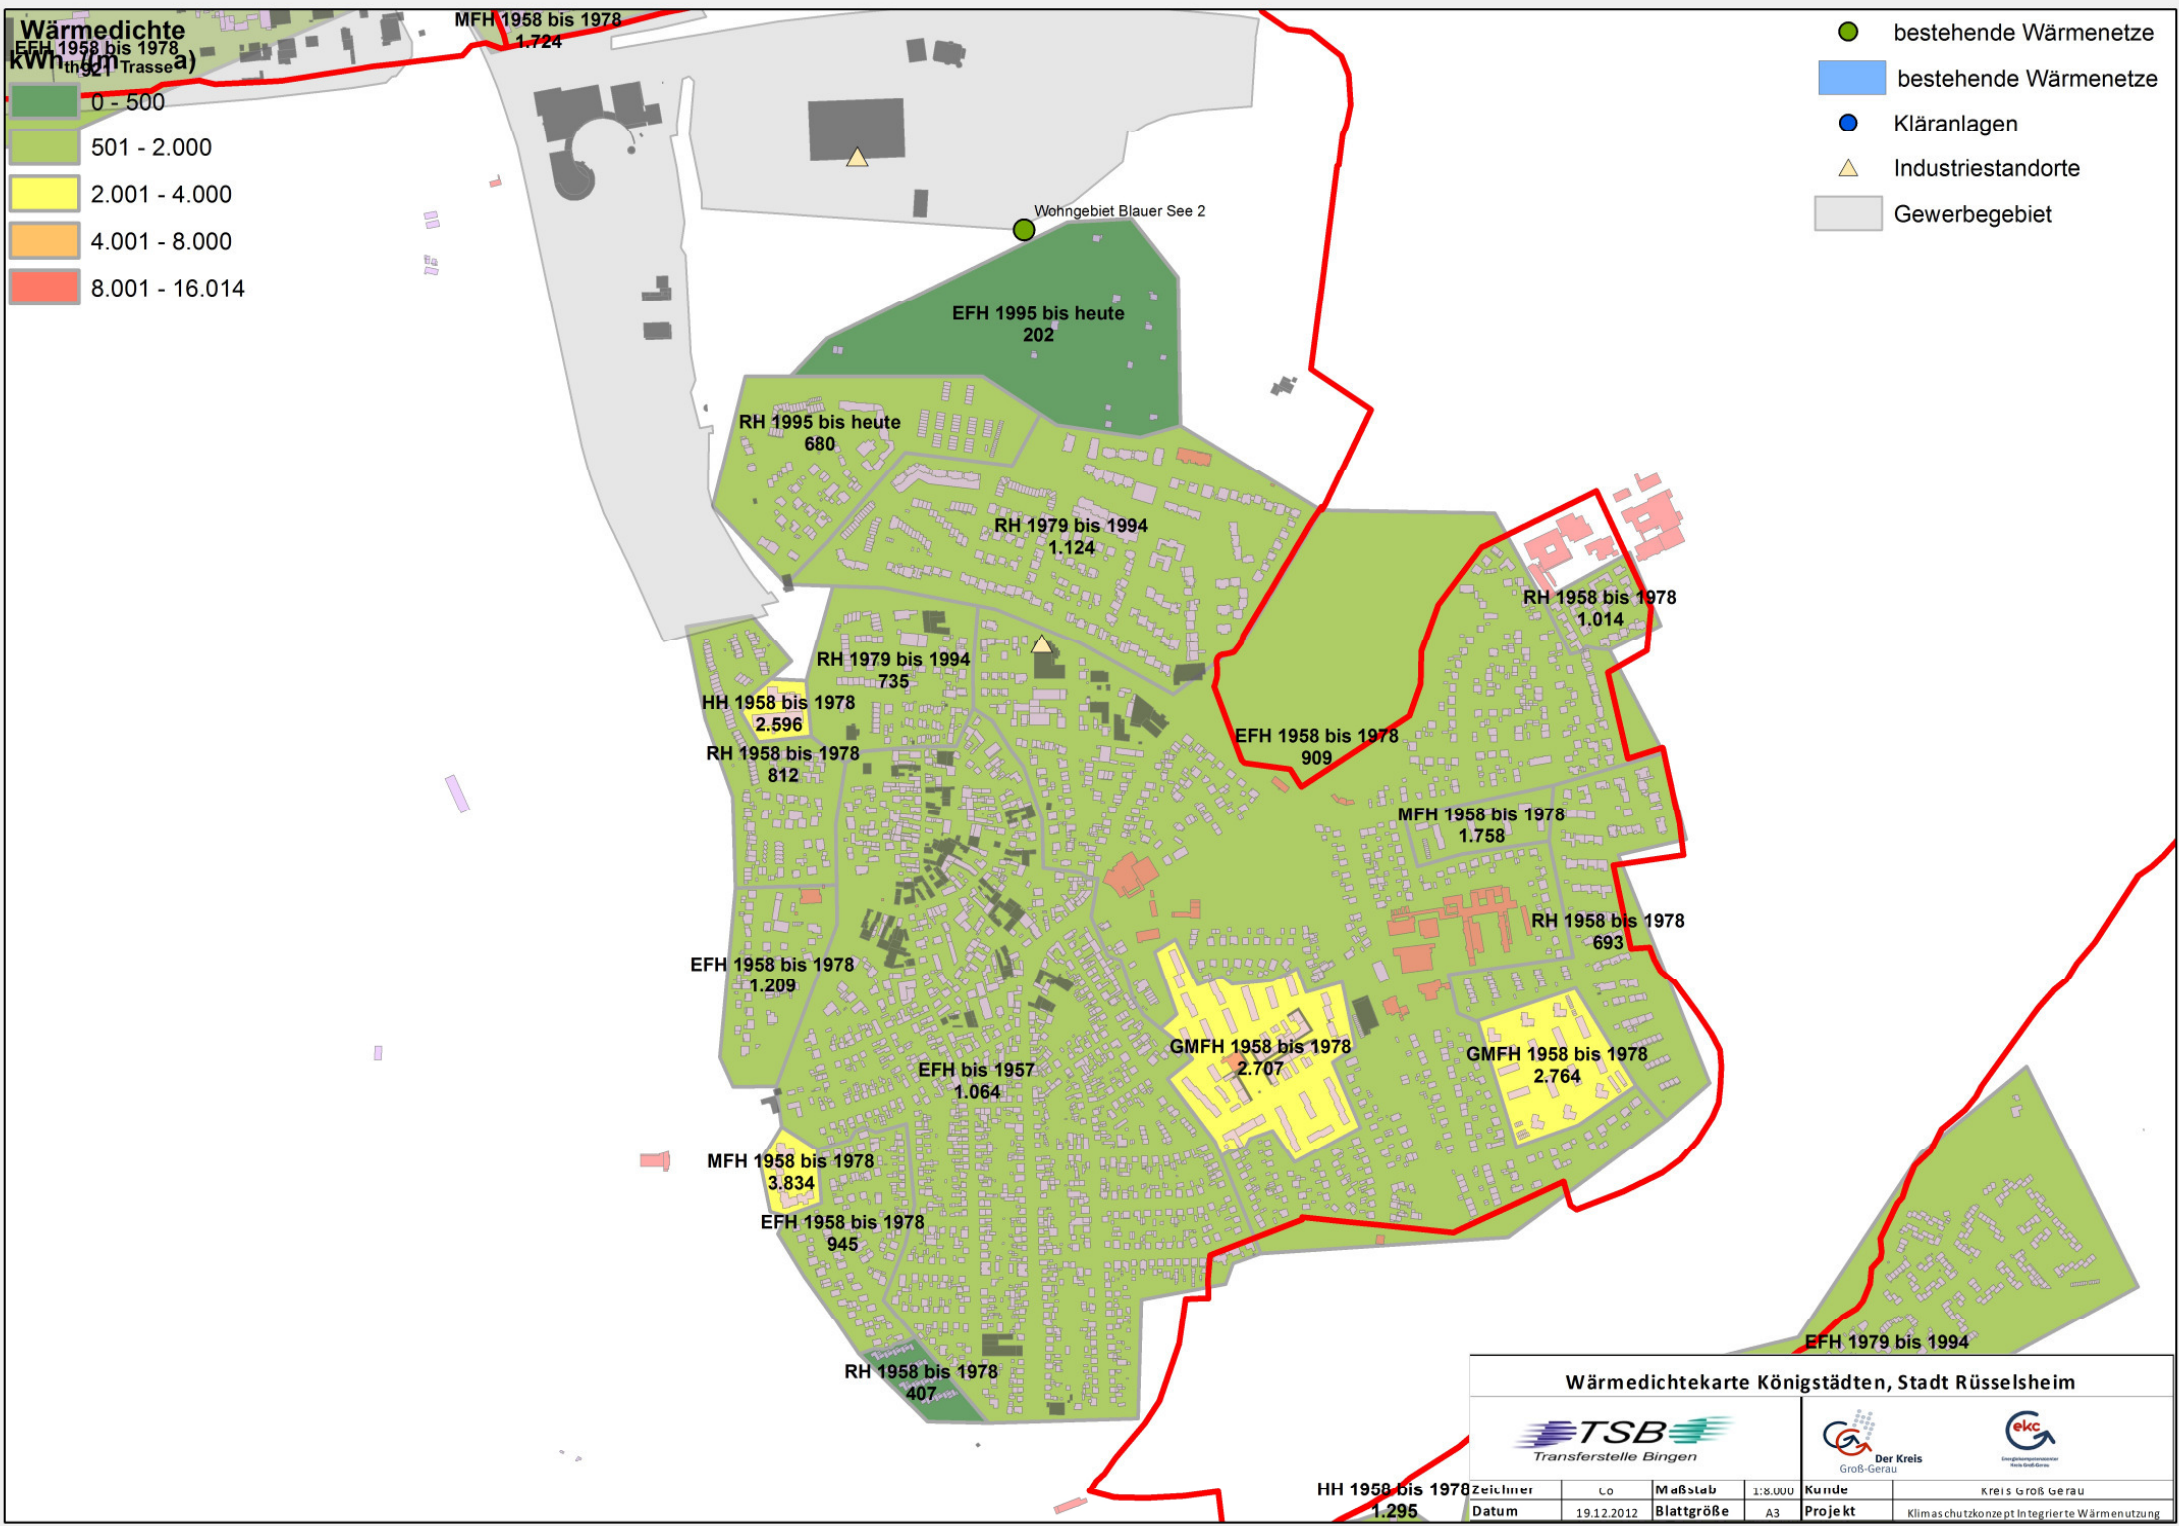 Wärmedichte
EFH 1958 bis 1978
921
kWh th/(m Trasse a)
0 - 500
501 - 2.000
2.001 - 4.000
4.001 - 8.000
8.001 - 16.014
MFH 1958 bis 1978
1.724
bestehende Wärmenetze
bestehende Wärmenetze
Kläranlagen
Industriestandorte
Gewerbegebiet
Wohngebiet Blauer See 2
EFH 1995 bis heute
202
RH 1995 bis heute
680
RH 1979 bis 1994
1.124
RH 1958 bis 1978
1.014
RH 1979 bis 1994
735
HH 1958 bis 1978
2.596
RH 1958 bis 1978
812
EFH 1958 bis 1978
909
MFH 1958 bis 1978
1.758
RH 1958 bis 1978
693
EFH 1958 bis 1978
1.209
EFH bis 1957
1.064
GMFH 1958 bis 1978
2.707
GMFH 1958 bis 1978
2.764
MFH 1958 bis 1978
3.834
EFH 1958 bis 1978
945
RH 1958 bis 1978
407
EFH 1979 bis 1994
HH 1958 bis 1978
1.295
Wärmedichtekarte Königstädten, Stadt Rüsselsheim
TSB
Transferstelle Bingen
Der Kreis
Groß-Gerau
ekc
Energiekompetenzcenter
Kreis Groß-Gerau
Zeichner Co Maßstab 1:8.000 Kunde Kreis Groß Gerau
Datum 19.12.2012 Blattgröße A3 Projekt Klimaschutzkonzept Integrierte Wärmenutzung